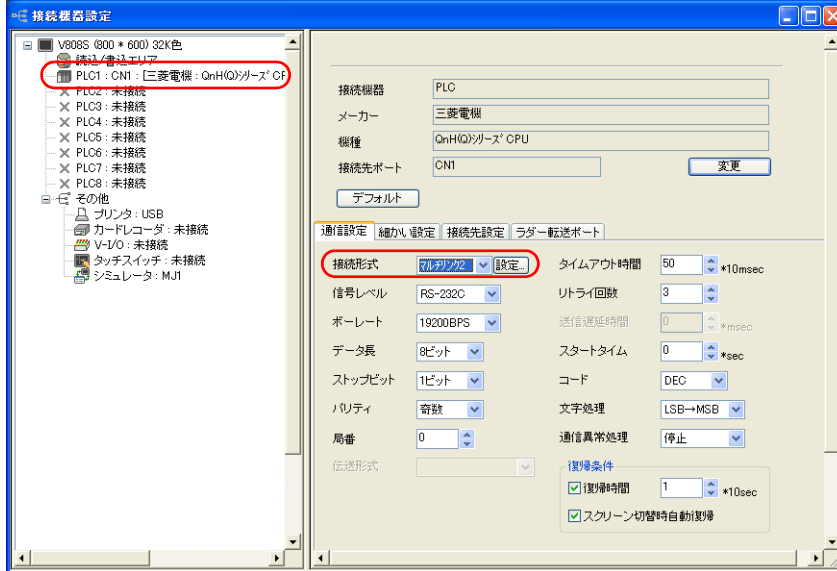 接続機器設定
V808S (800 * 600) 32K色
読込/書込エリア
PLC1 : CN1 : [三菱電機 : QnH(Q)シリーズ CP
PLC2 : 未接続
PLC3 : 未接続
PLC4 : 未接続
PLC5 : 未接続
PLC6 : 未接続
PLC7 : 未接続
PLC8 : 未接続
その他
プリンタ : USB
カードレコーダ : 未接続
V-I/O : 未接続
タッチスイッチ : 未接続
シミュレータ : MJ1
接続機器 PLC
メーカー 三菱電機
機種 QnH(Q)シリーズ CPU
接続先ポート CN1 変更
デフォルト
通信設定 細かい設定 接続先設定 ラダー転送ポート
接続形式 マルチリンク2 設定... タイムアウト時間 50 *10msec
信号レベル RS-232C リトライ回数 3
ボーレート 19200BPS 送信遅延時間 0 *msec
データ長 8ビット スタートタイム 0 *sec
ストップビット 1ビット コード DEC
パリティ 奇数 文字処理 LSB→MSB
局番 0 通信異常処理 停止
伝送形式 復帰条件
復帰時間 1 *10sec
スクリーン切替時自動復帰